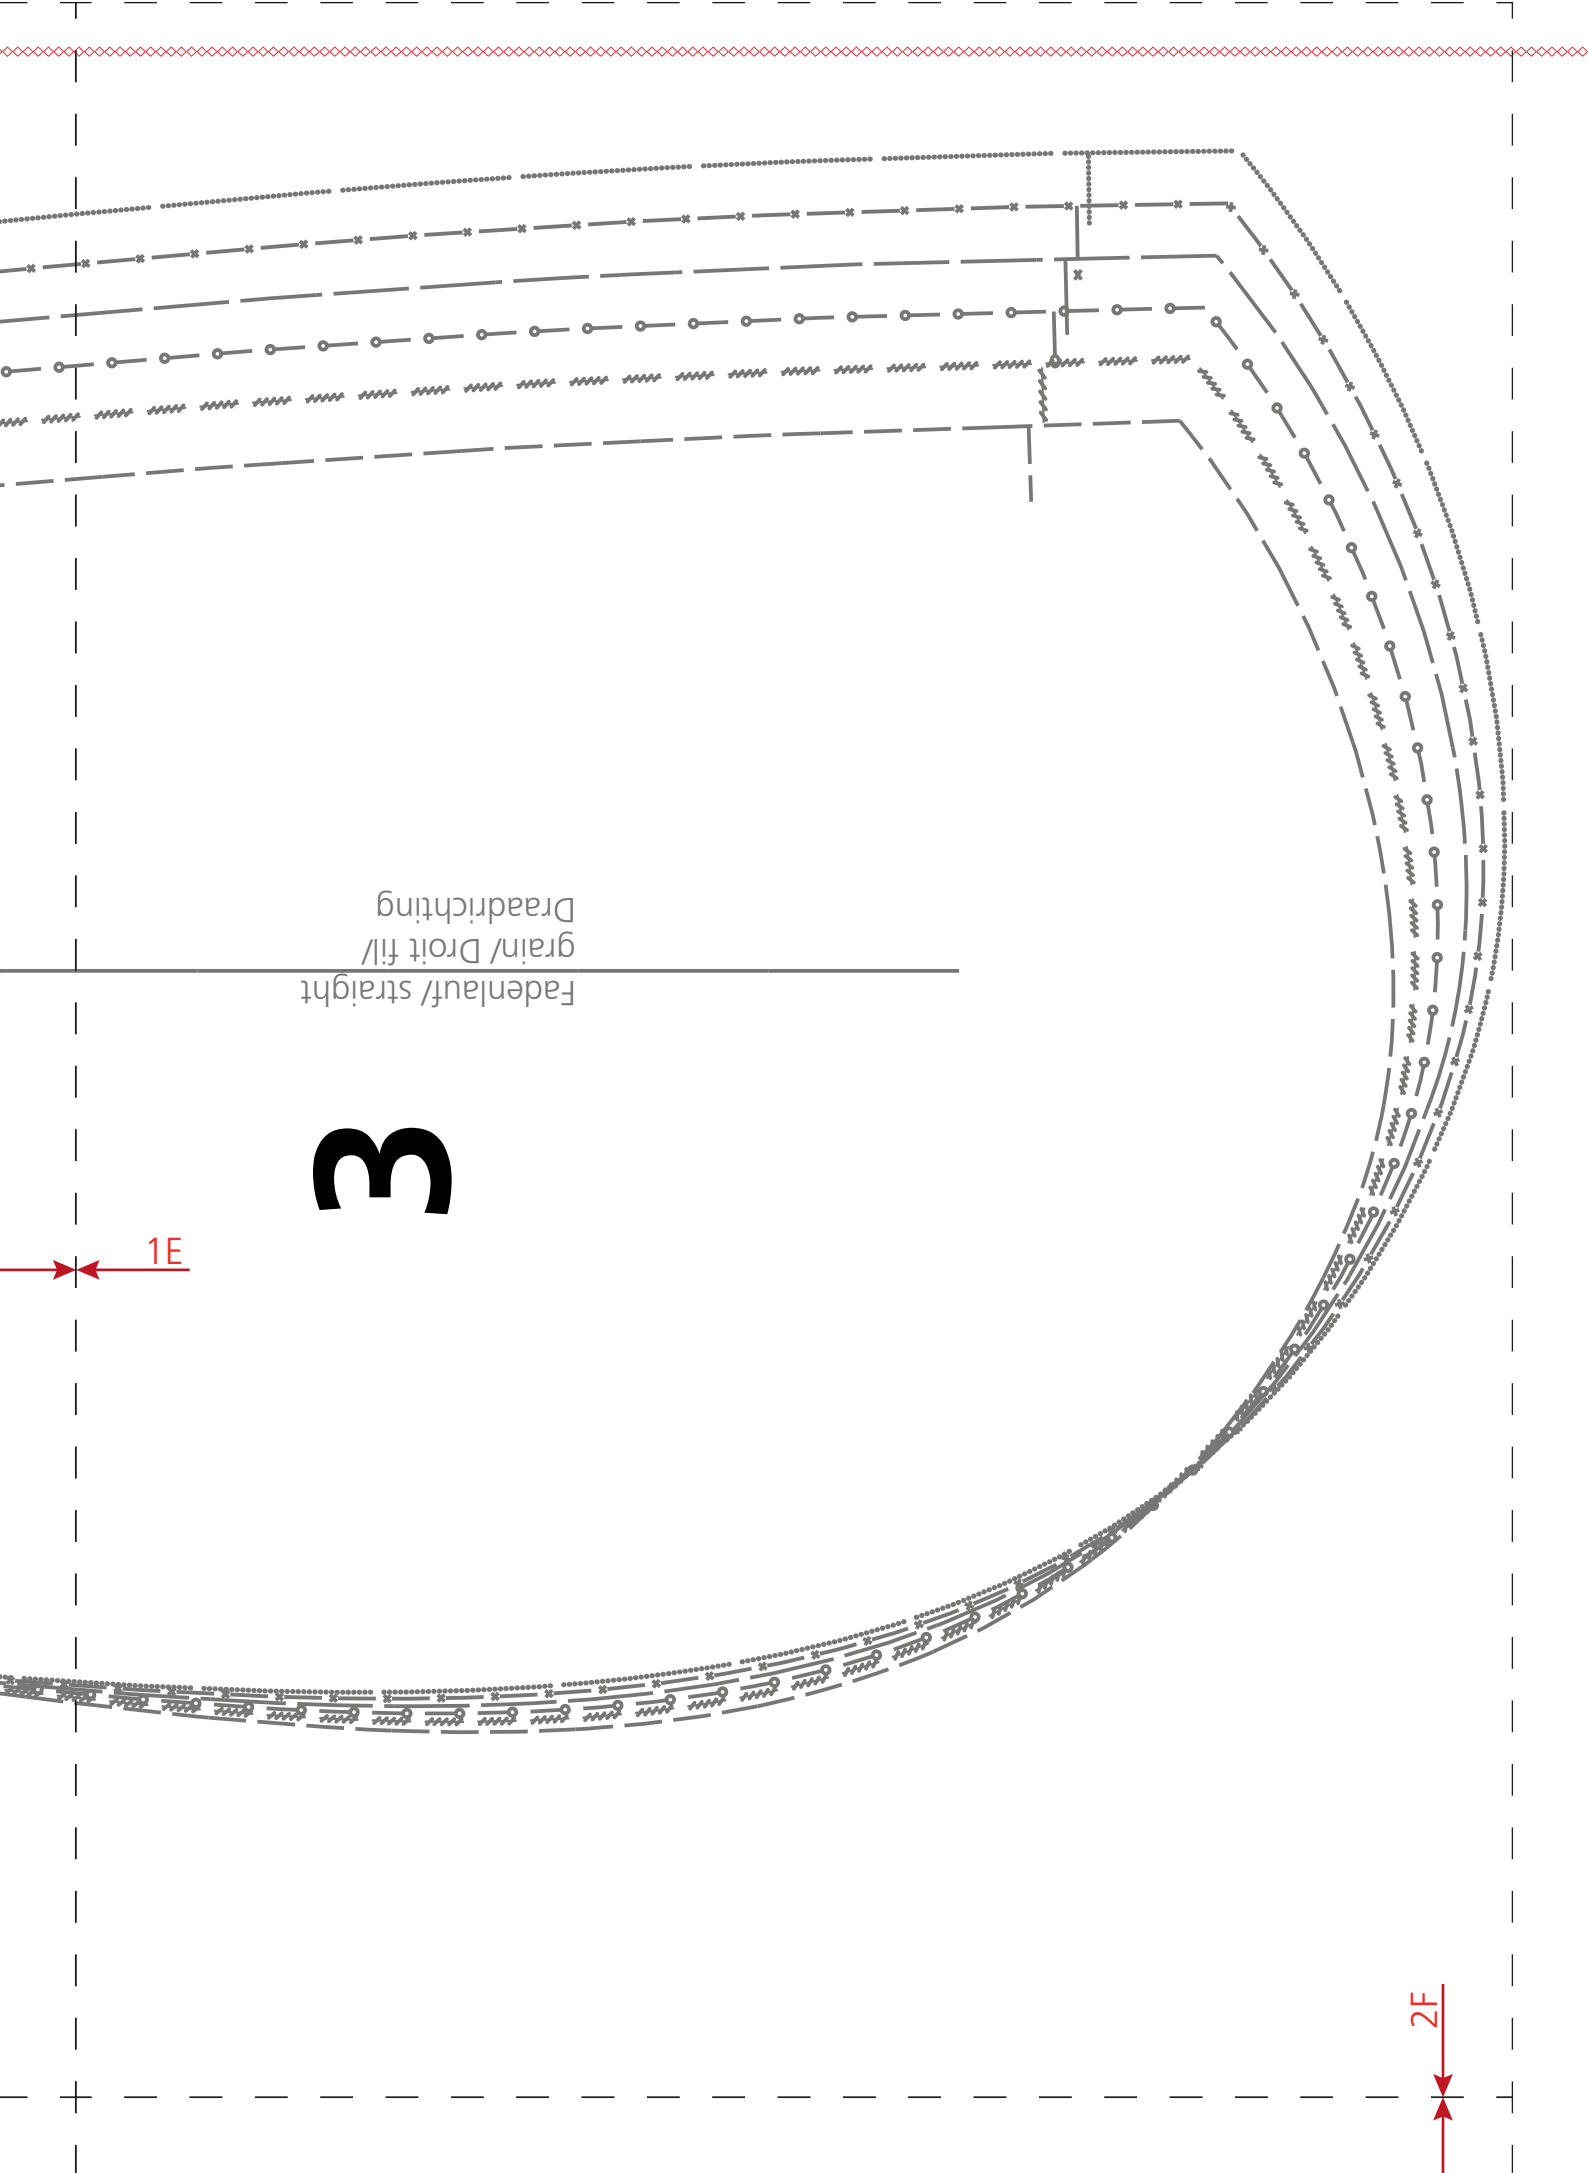 Fadenlauf/ straight
grain/ Droit fil/
Draadrichting
3
1E
2F